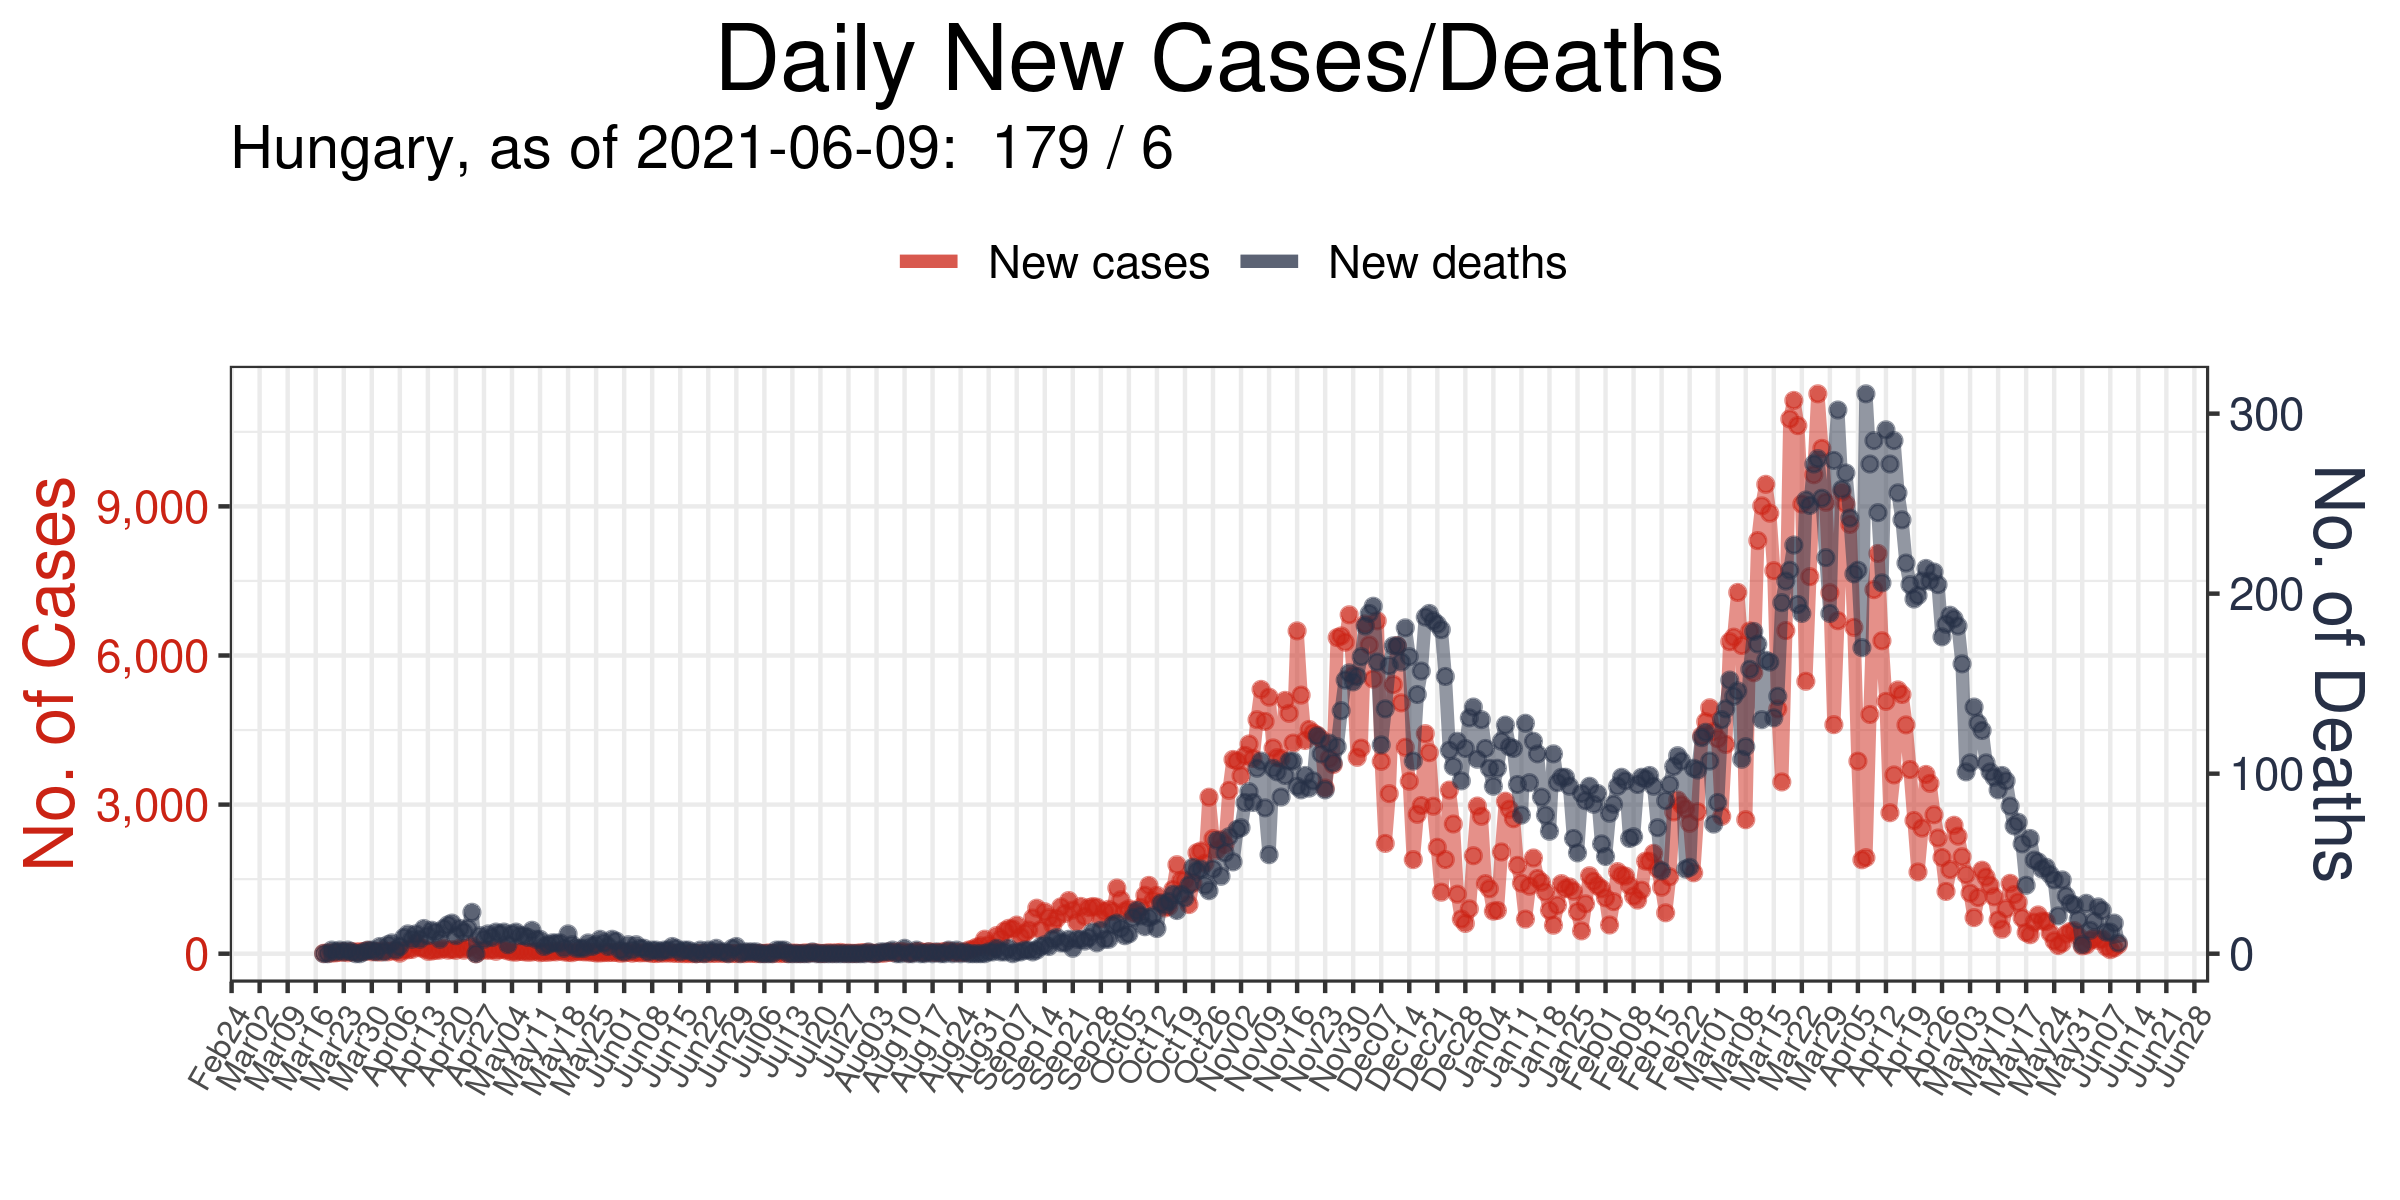 Daily New Cases/Deaths
Hungary, as of 2021-06-09:  179 / 6
New cases
New deaths
No. of Cases
9,000
6,000
3,000
0
300
200
100
0
No. of Deaths
Feb24
Mar02
Mar09
Mar16
Mar23
Mar30
Apr06
Apr13
Apr20
Apr27
May04
May11
May18
May25
Jun01
Jun08
Jun15
Jun22
Jun29
Jul06
Jul13
Jul20
Jul27
Aug03
Aug10
Aug17
Aug24
Aug31
Sep07
Sep14
Sep21
Sep28
Oct05
Oct12
Oct19
Oct26
Nov02
Nov09
Nov16
Nov23
Nov30
Dec07
Dec14
Dec21
Dec28
Jan04
Jan11
Jan18
Jan25
Feb01
Feb08
Feb15
Feb22
Mar01
Mar08
Mar15
Mar22
Mar29
Apr05
Apr12
Apr19
Apr26
May03
May10
May17
May24
May31
Jun07
Jun14
Jun21
Jun28